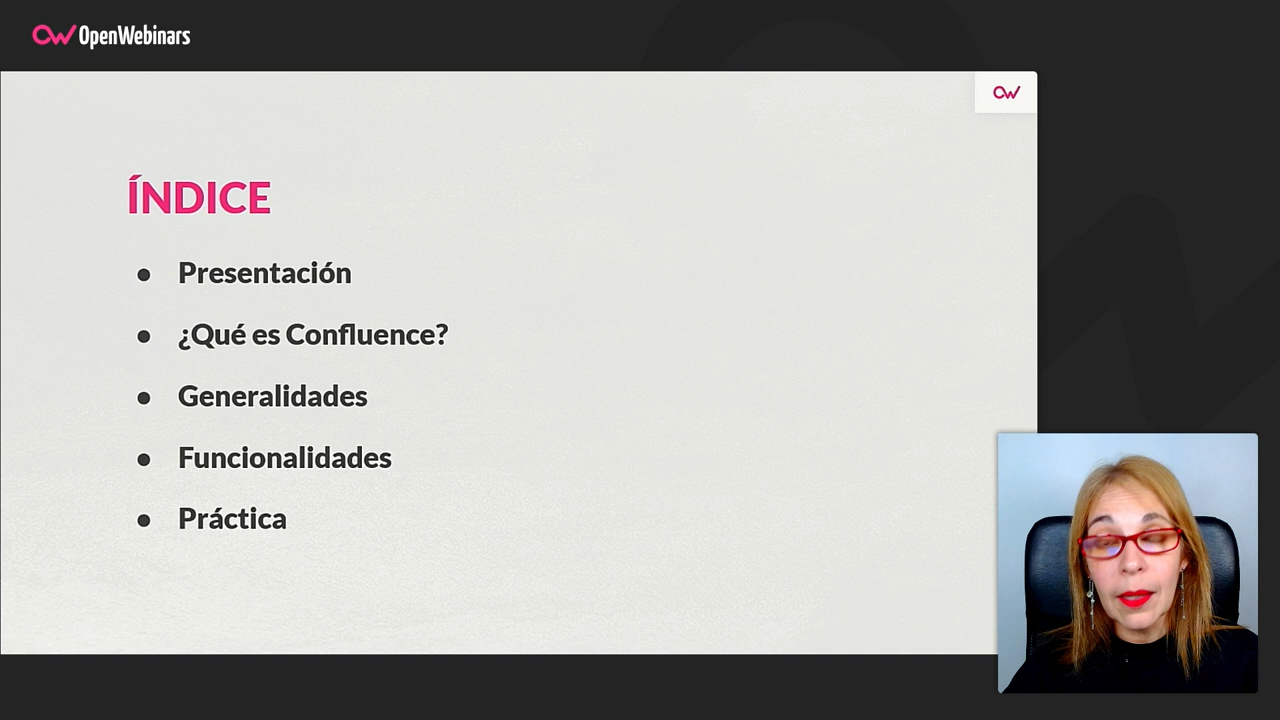 OpenWebinars
ÍNDICE
● Presentación
● ¿Qué es Confluence?
● Generalidades
● Funcionalidades
● Práctica